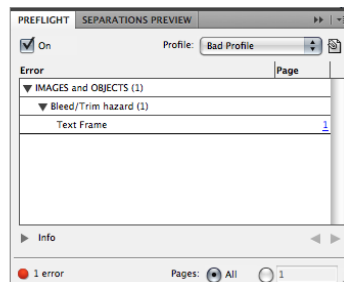 PREFLIGHT SEPARATIONS PREVIEW
On Profile: Bad Profile
Error Page
IMAGES and OBJECTS (1)
Bleed/Trim hazard (1)
Text Frame 1
Info
1 error Pages: All 1